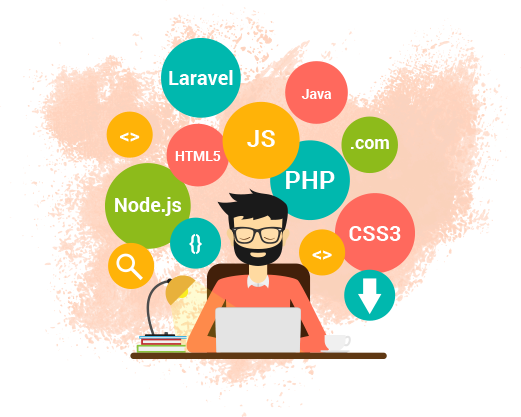 Laravel
Java
<>
HTML5
JS
.com
PHP
Node.js
CSS3
{}
<>